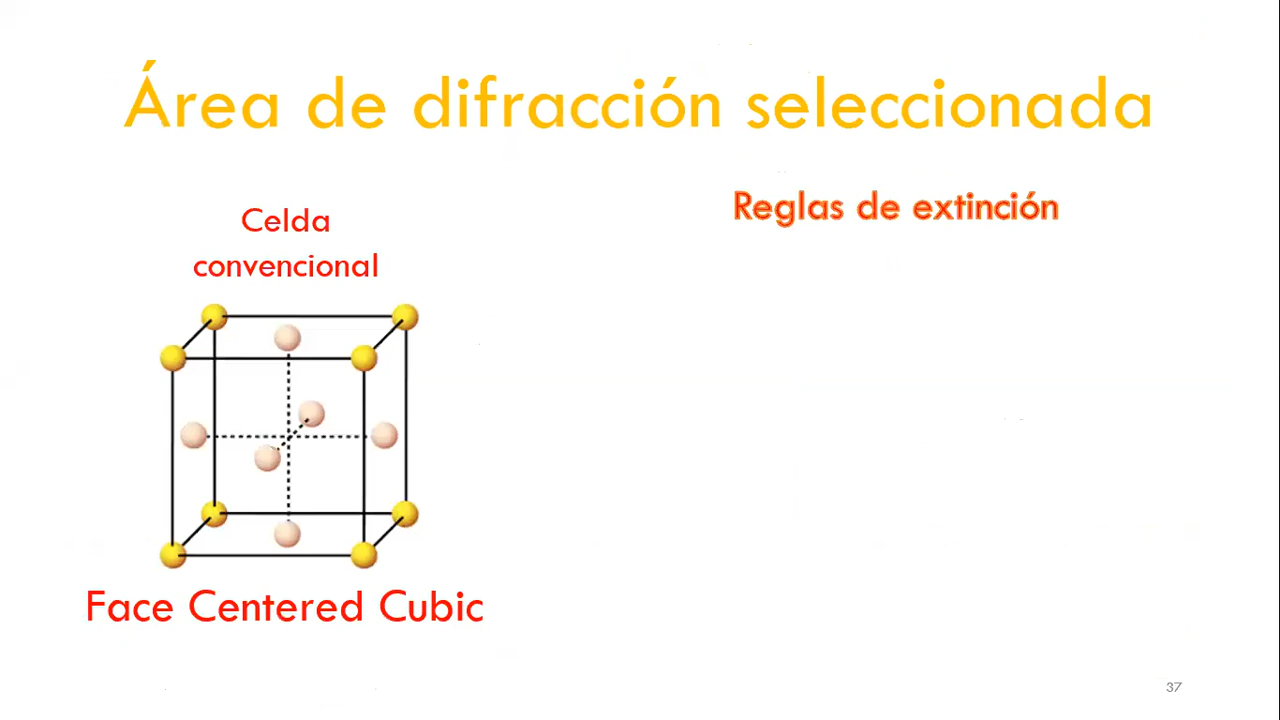 Área de difracción seleccionada
Reglas de extinción
Celda
convencional
Face Centered Cubic
37